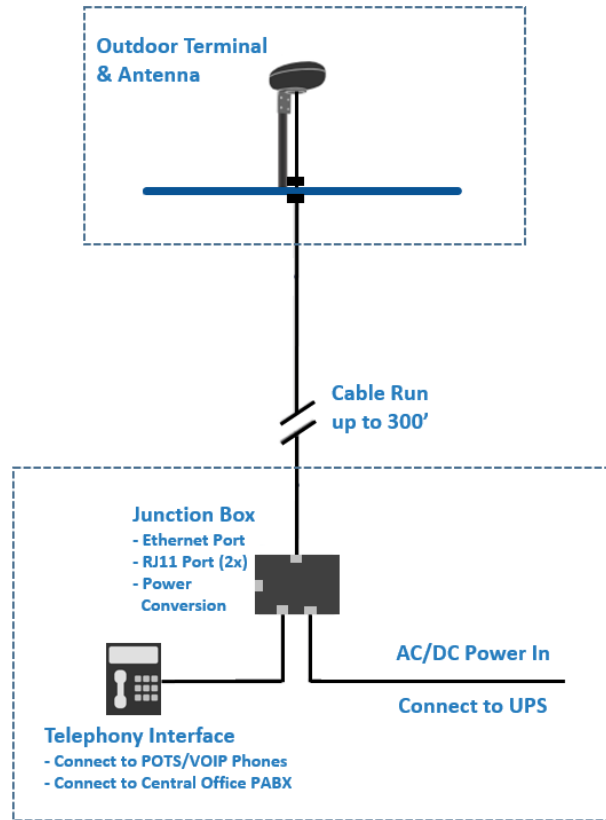 Outdoor Terminal
& Antenna
Cable Run
up to 300’
Junction Box
- Ethernet Port
- RJ11 Port (2x)
- Power
Conversion
AC/DC Power In
Connect to UPS
Telephony Interface
- Connect to POTS/VOIP Phones
- Connect to Central Office PABX